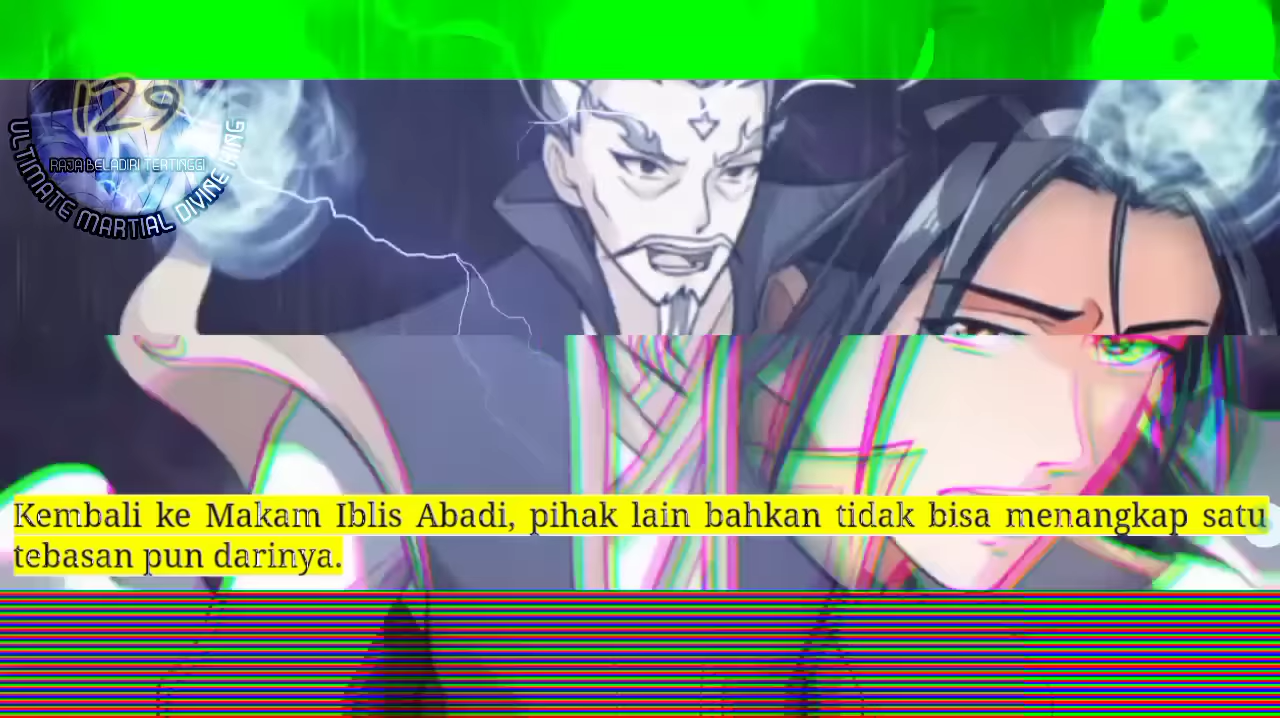 129
RAJA BELADIRI TERTINGGI
ULTIMATE MARTIAL DIVINE KING
Kembali ke Makam Iblis Abadi, pihak lain bahkan tidak bisa menangkap satu
tebasan pun darinya.